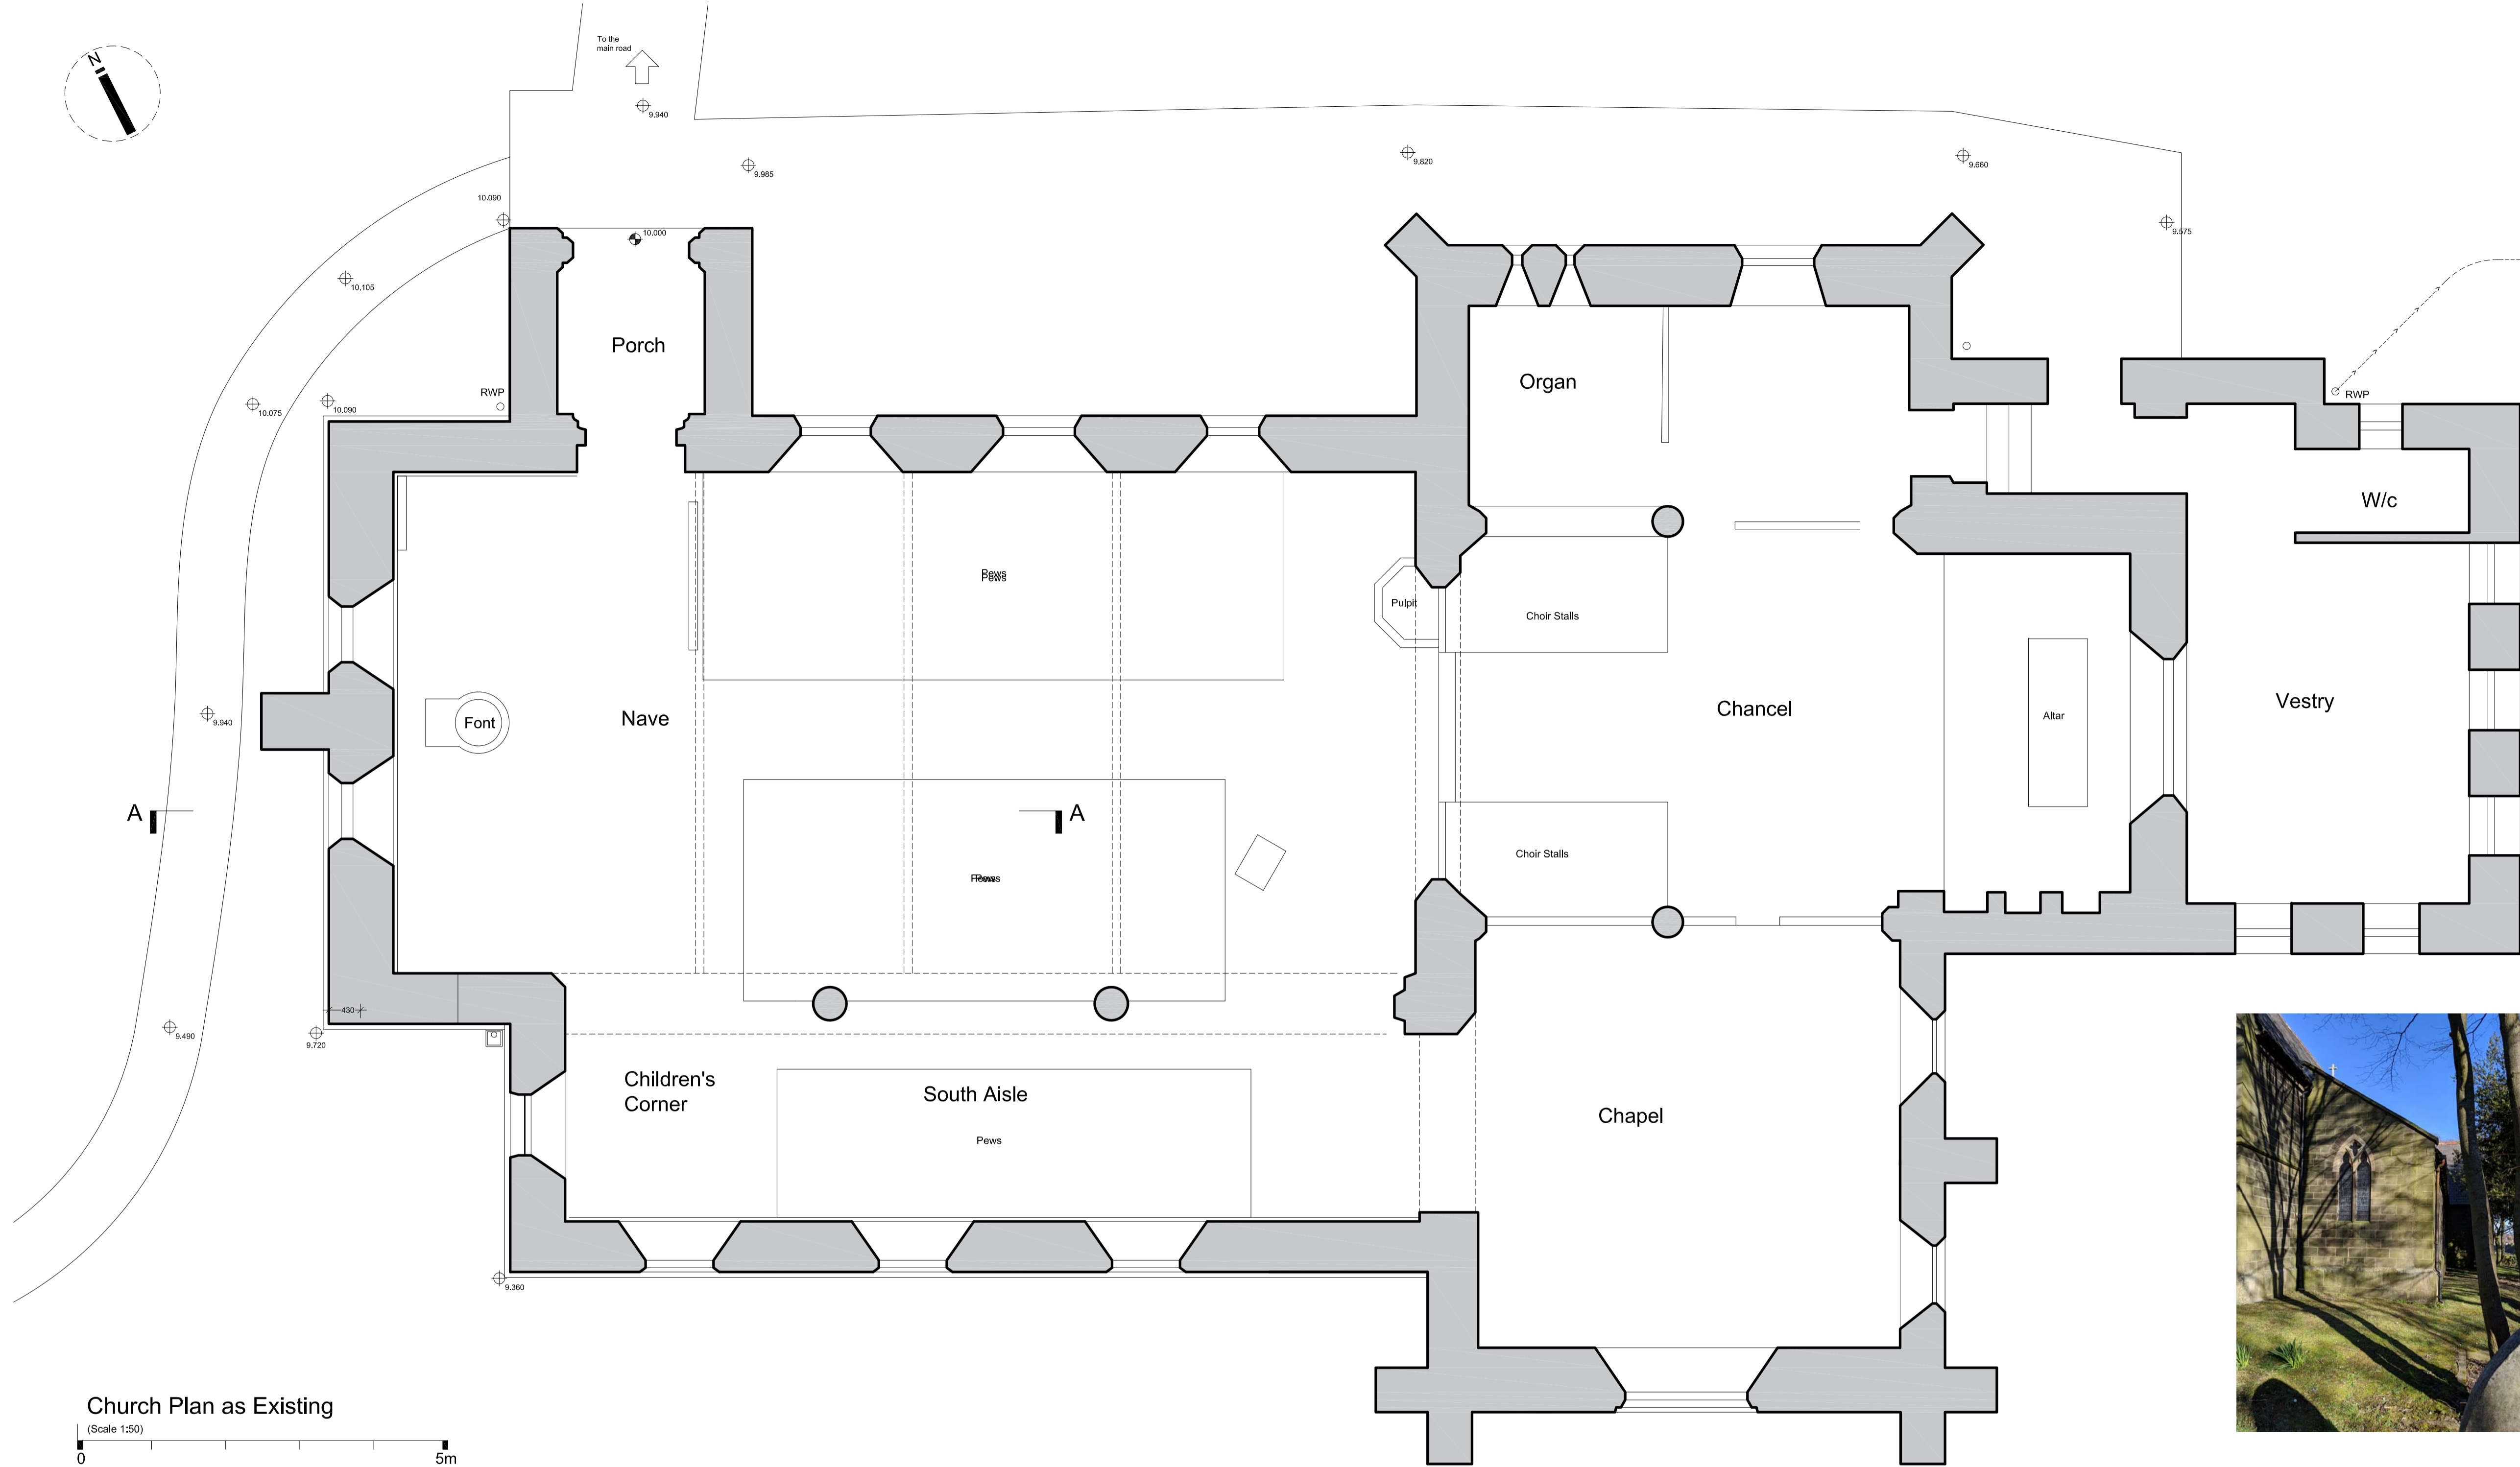 N
To the
main road
9.940
9.985
9.820
9.660
10.090
9.575
10.000
10.105
Porch
Organ
RWP
RWP
10.075
10.090
W/c
Pews
Pews
Pulpit
Choir Stalls
Vestry
Chancel
Altar
9.940
Font
Nave
A
A
Choir Stalls
Pews
Pews
430
9.490
9.720
Children's
Corner
South Aisle
Chapel
Pews
9.360
Church Plan as Existing
(Scale 1:50)
0
5m